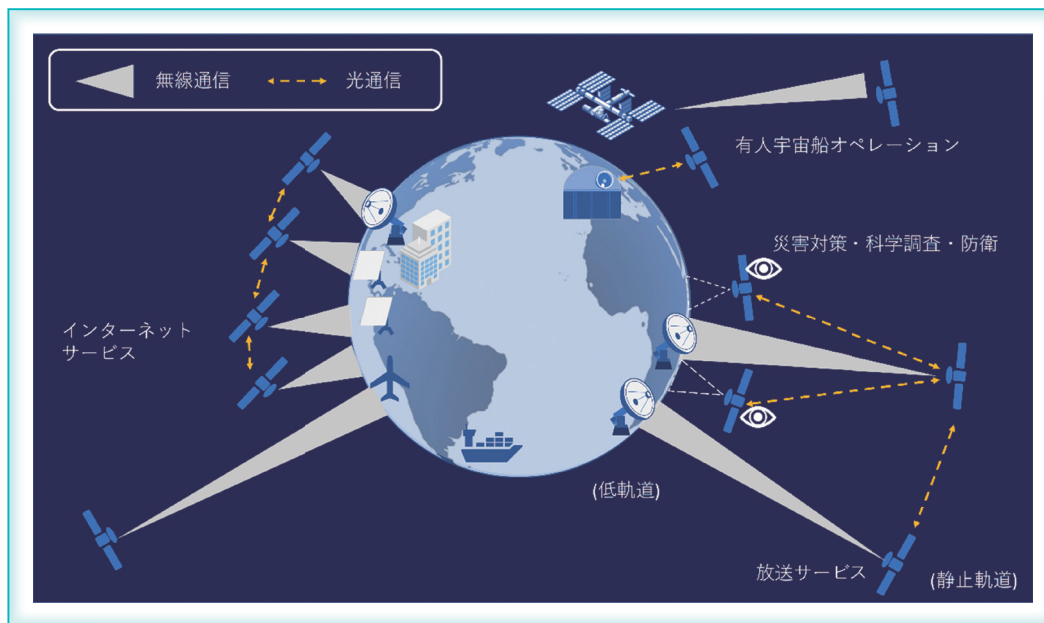 無線通信
光通信
有人宇宙船オペレーション
災害対策・科学調査・防衛
インターネット
サービス
(低軌道)
放送サービス
(静止軌道)